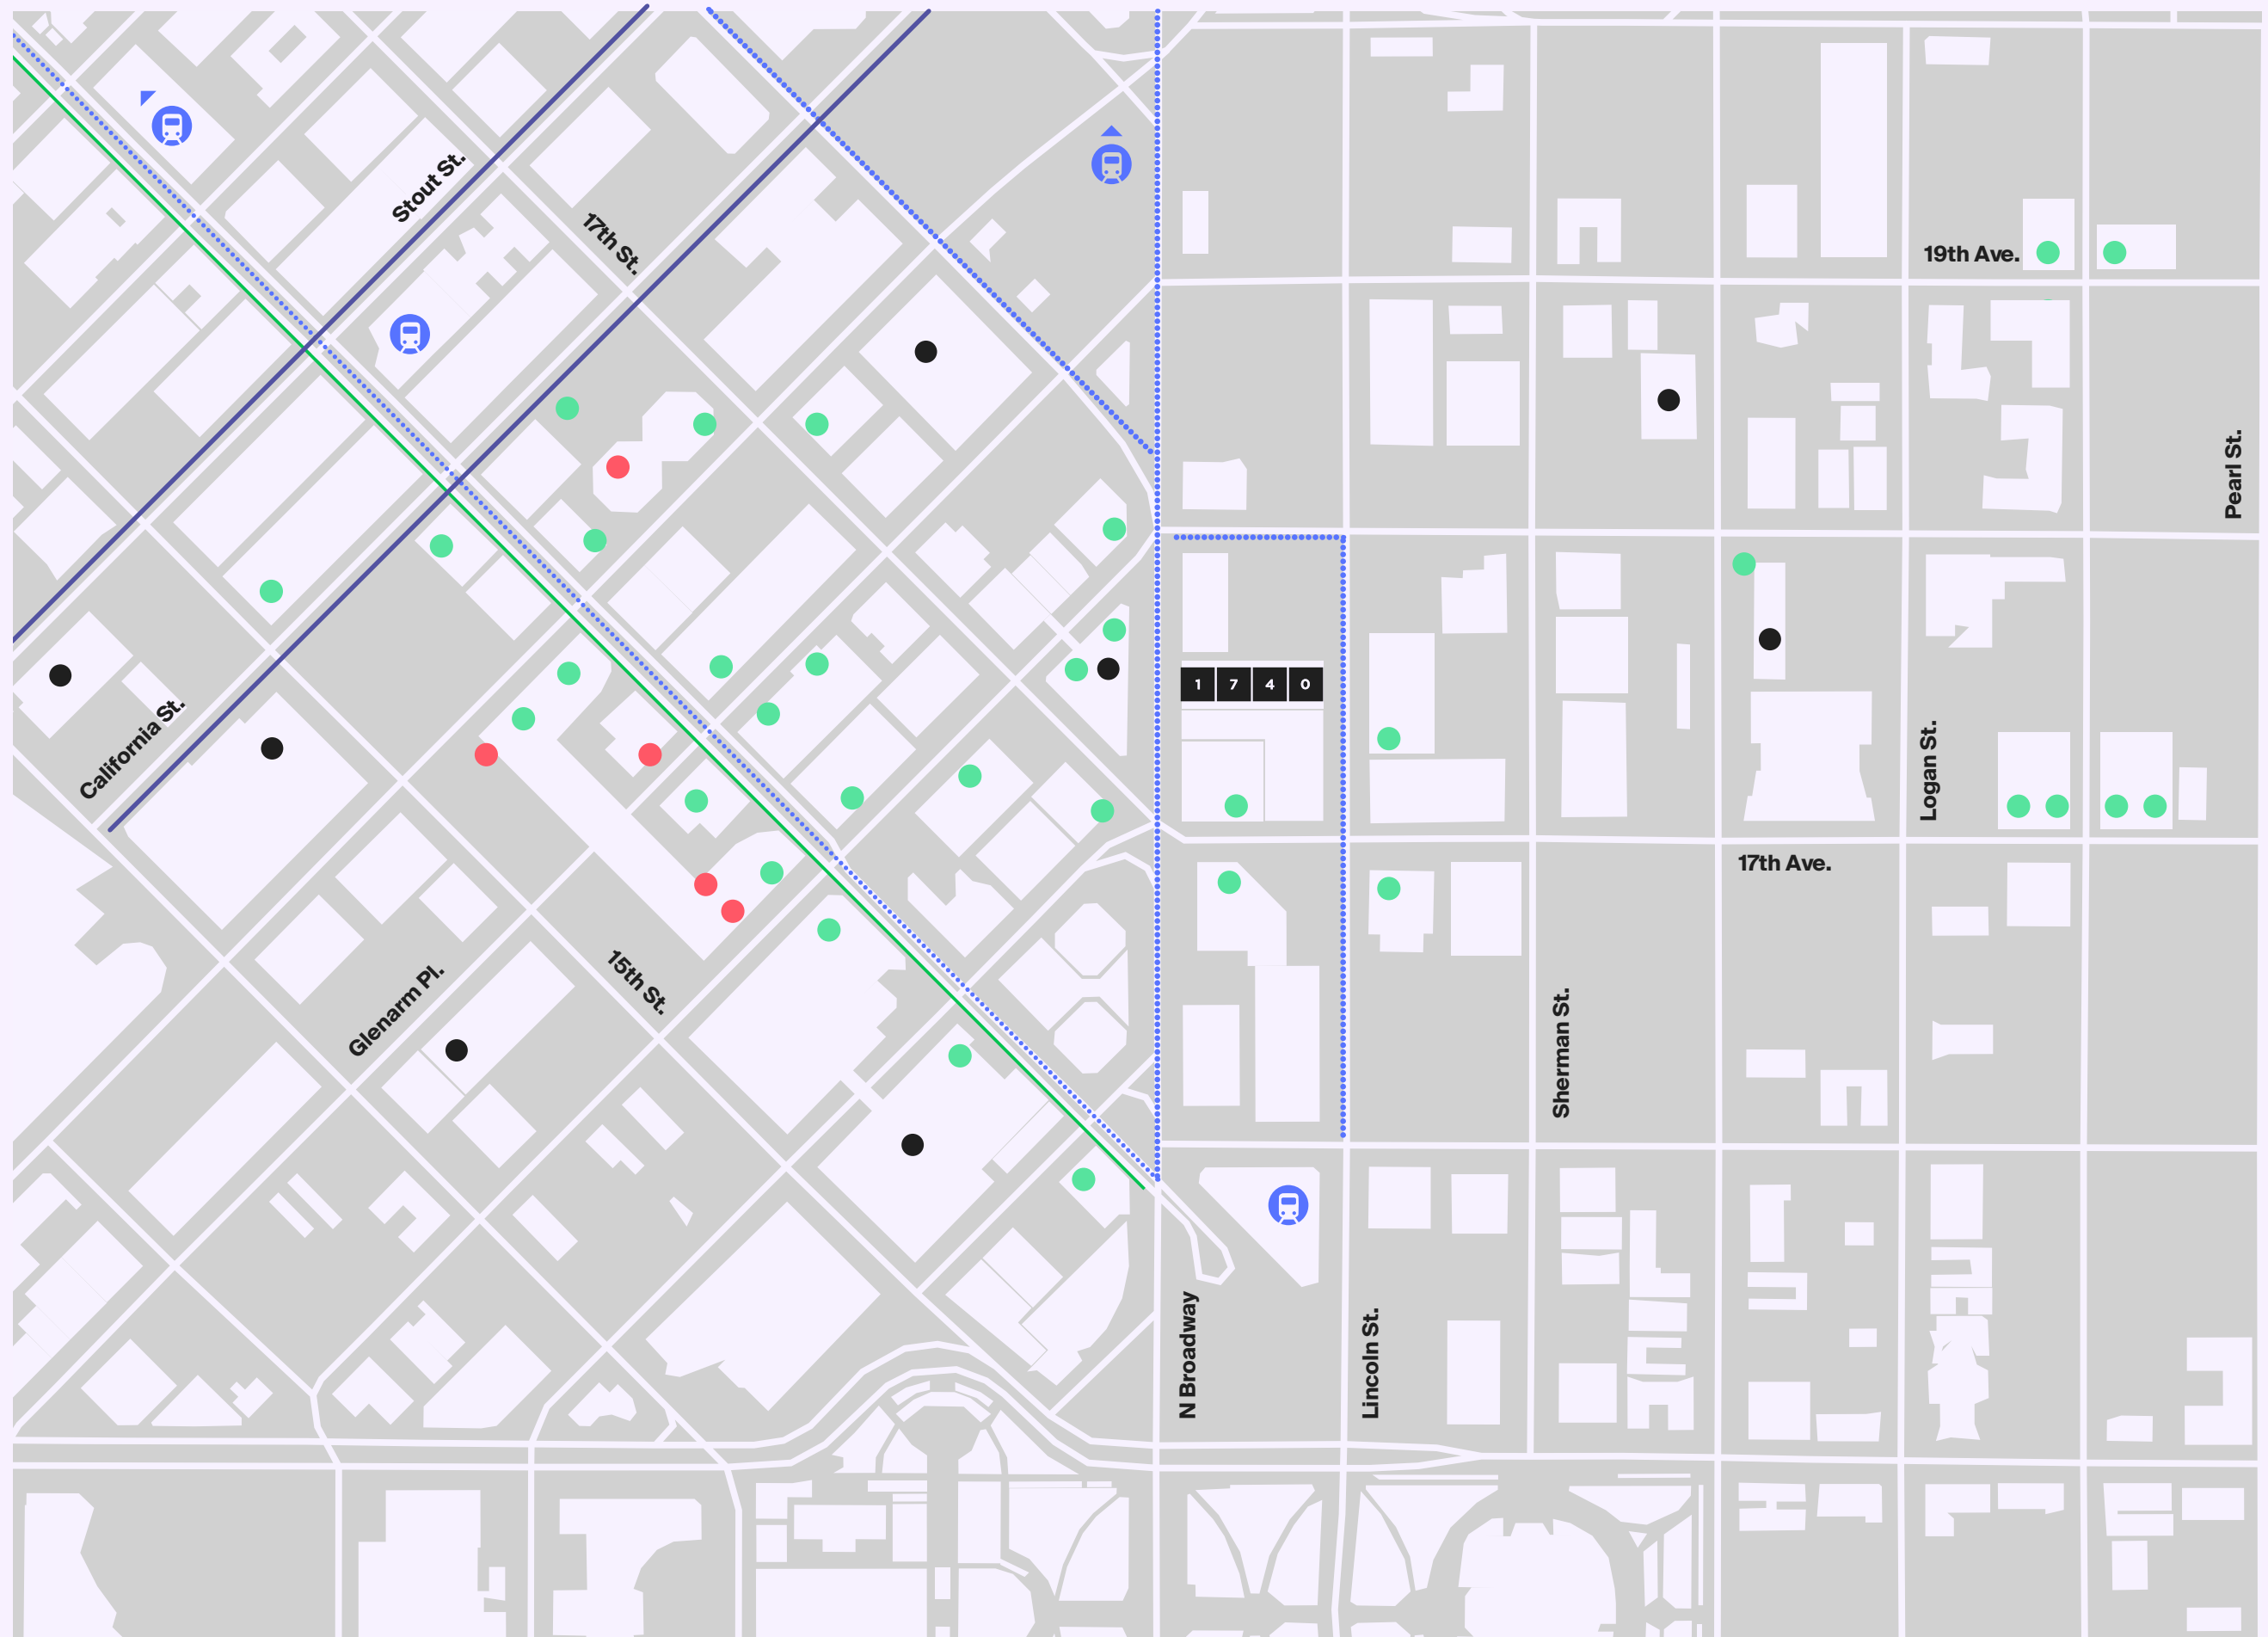 Stout St.
17th St.
19th Ave.
Pearl St.
1 7 4 0
California St.
Logan St.
17th Ave.
Glenarm Pl.
15th St.
Sherman St.
N Broadway
Lincoln St.